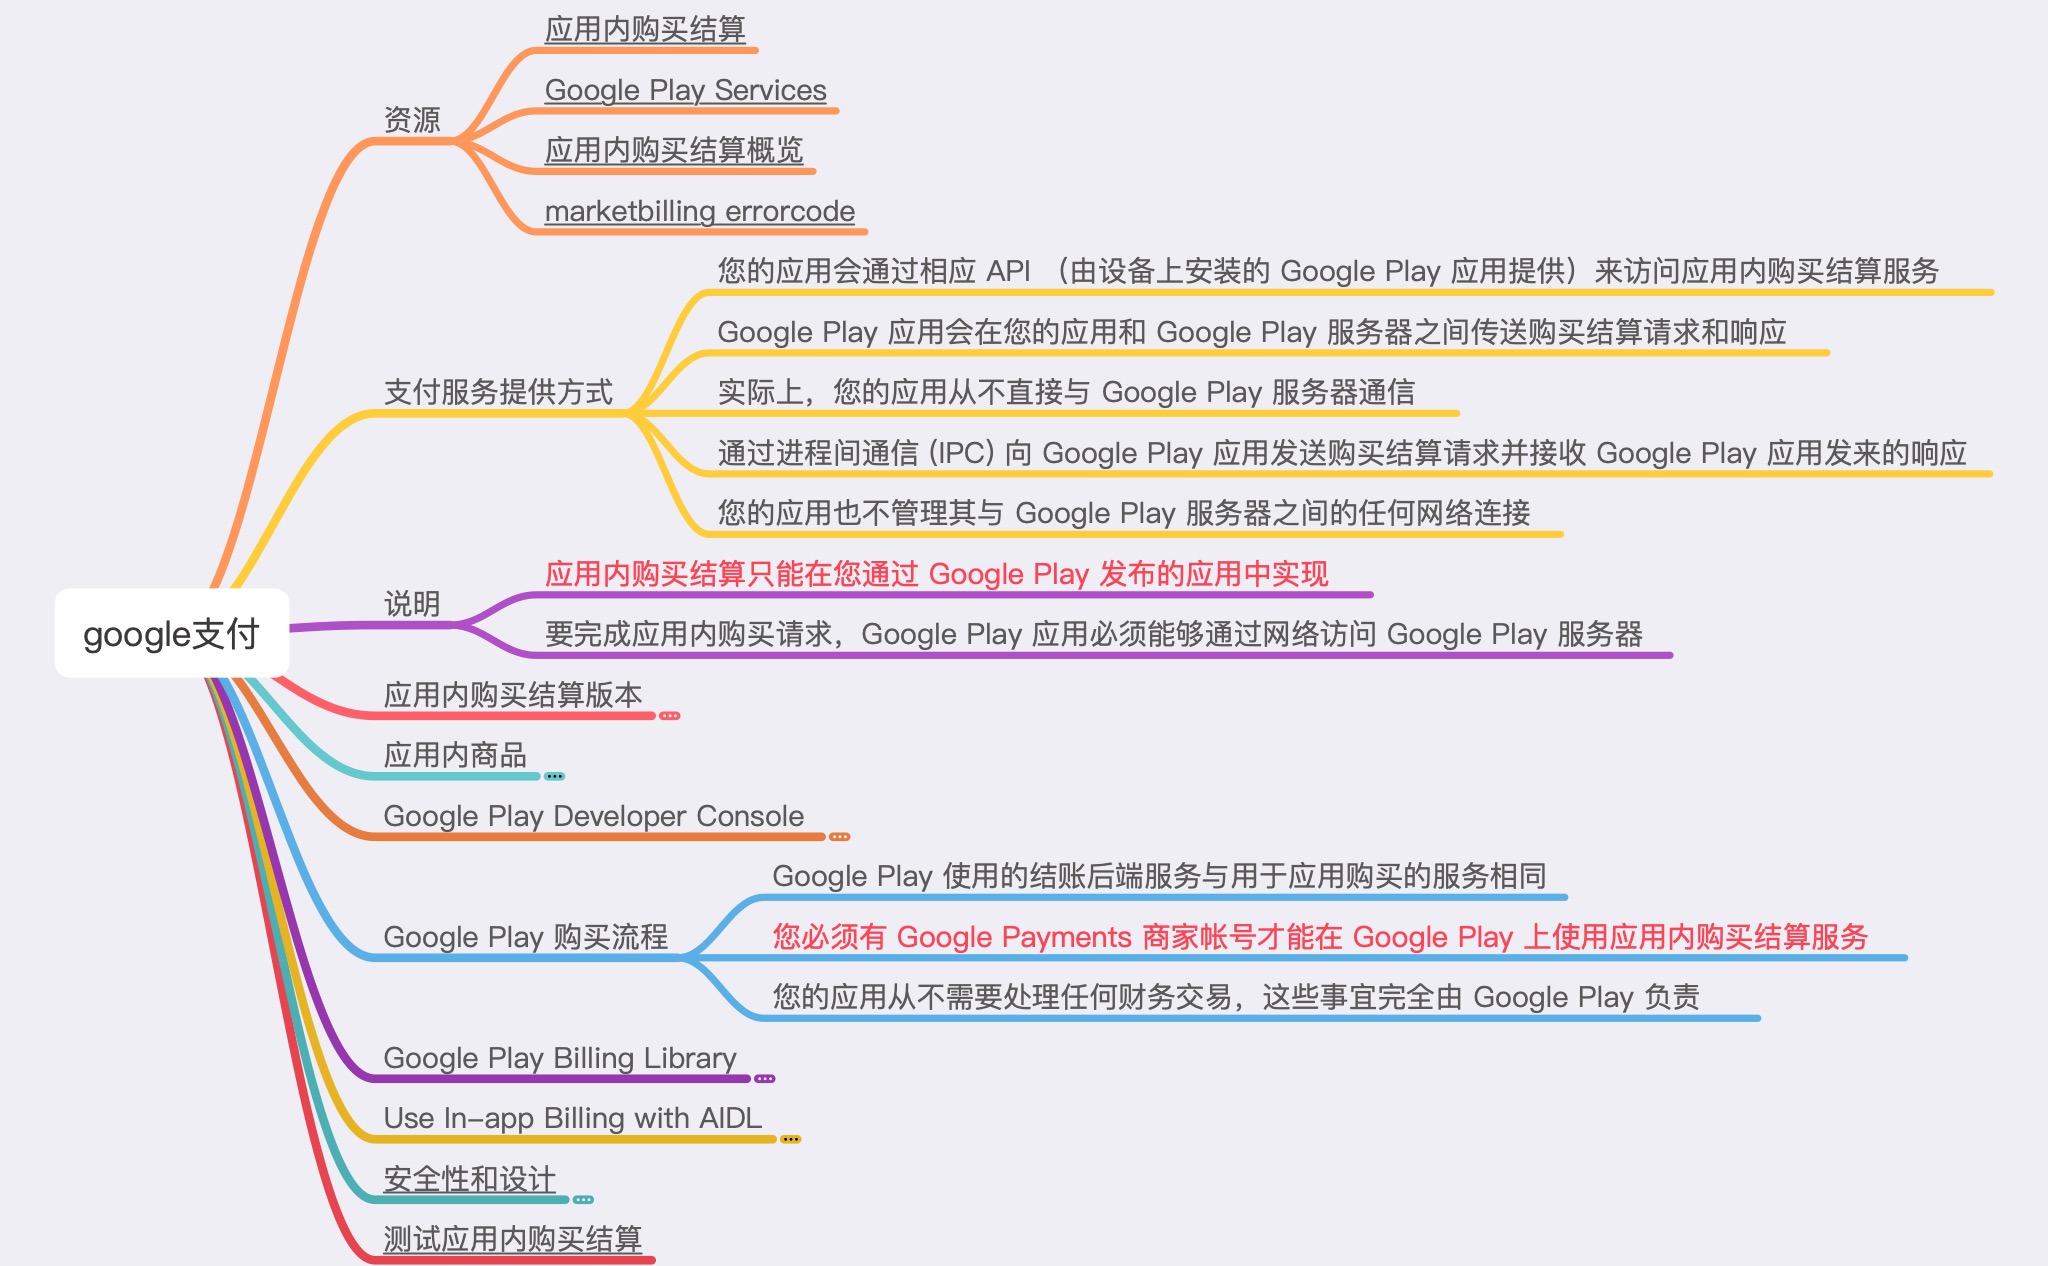 应用内购买结算
Google Play Services
资源
应用内购买结算概览
marketbilling errorcode
您的应用会通过相应 API （由设备上安装的 Google Play 应用提供）来访问应用内购买结算服务
Google Play 应用会在您的应用和 Google Play 服务器之间传送购买结算请求和响应
支付服务提供方式
实际上，您的应用从不直接与 Google Play 服务器通信
通过进程间通信 (IPC) 向 Google Play 应用发送购买结算请求并接收 Google Play 应用发来的响应
您的应用也不管理其与 Google Play 服务器之间的任何网络连接
应用内购买结算只能在您通过 Google Play 发布的应用中实现
说明
要完成应用内购买请求，Google Play 应用必须能够通过网络访问 Google Play 服务器
google支付
应用内购买结算版本
应用内商品
Google Play Developer Console
Google Play 使用的结账后端服务与用于应用购买的服务相同
Google Play 购买流程
您必须有 Google Payments 商家帐号才能在 Google Play 上使用应用内购买结算服务
您的应用从不需要处理任何财务交易，这些事宜完全由 Google Play 负责
Google Play Billing Library
Use In-app Billing with AIDL
安全性和设计
测试应用内购买结算